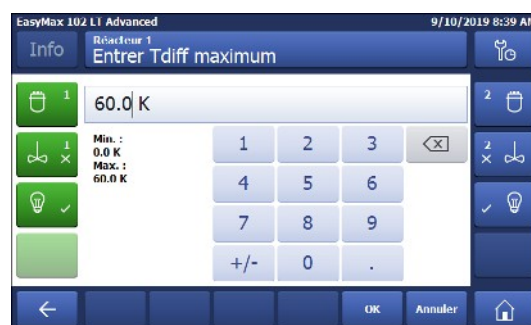 EasyMax 102 LT Advanced 9/10/2019 8:39 AM
Info
Réacteur 1
Entrer Tdiff maximum
1
60.0 K
2
1
Min. :
0.0 K
Max. :
60.0 K
1 2 3
2
4 5 6
7 8 9
+/- 0 .
OK Annuler